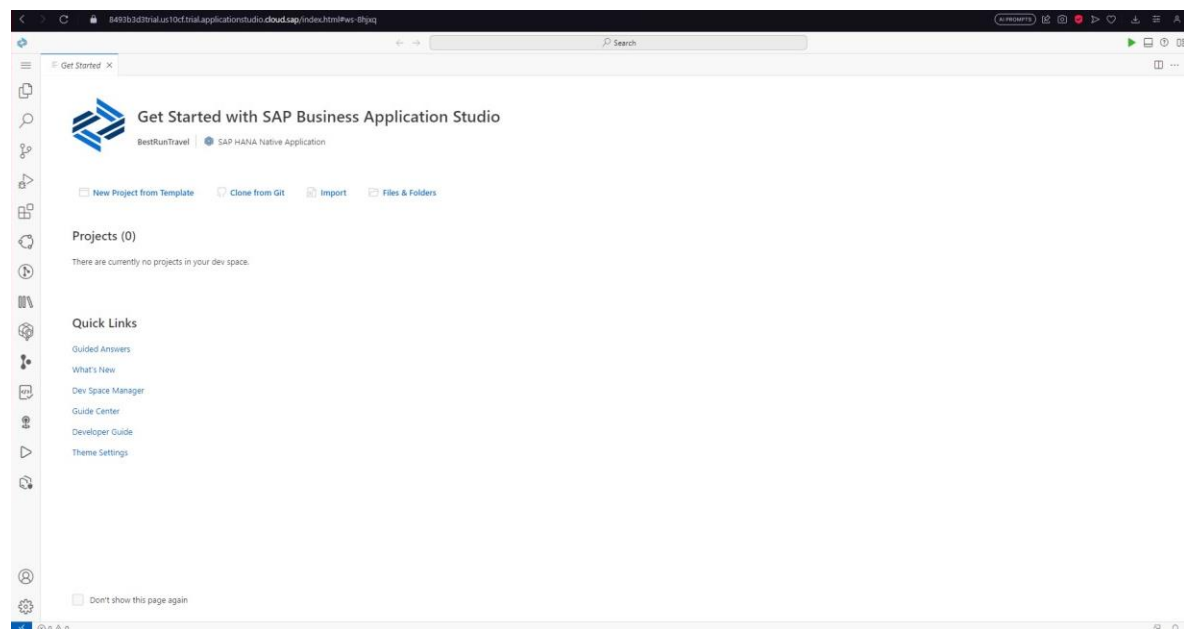 8493b3d3trial.us10cf.trial.applicationstudio.cloud.sap/index.html#ws-8hjxq
AI PROMPTS
Search
Get Started
Get Started with SAP Business Application Studio
BestRunTravel
SAP HANA Native Application
New Project from Template Clone from Git Import Files & Folders
Projects (0)
There are currently no projects in your dev space.
Quick Links
Guided Answers
What's New
Dev Space Manager
Guide Center
Developer Guide
Theme Settings
Don't show this page again